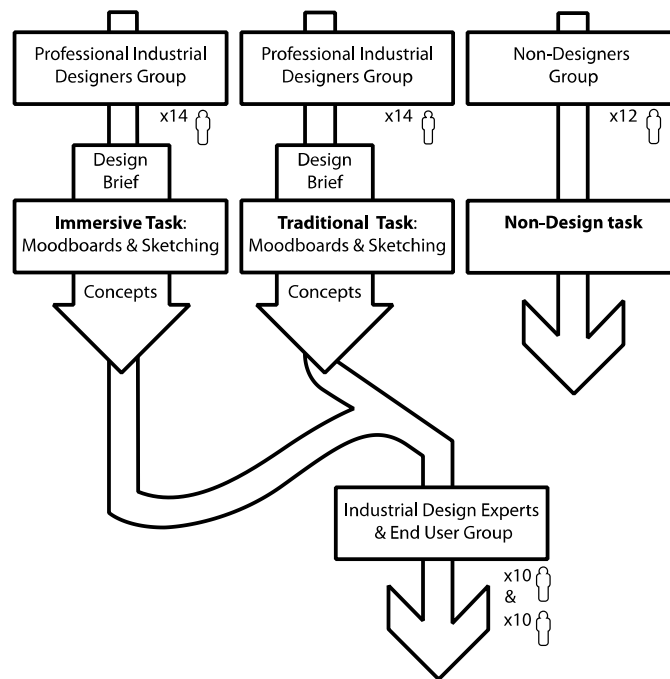 Professional Industrial
Designers Group
x14
Design
Brief
Immersive Task:
Moodboards & Sketching
Concepts
Professional Industrial
Designers Group
x14
Design
Brief
Traditional Task:
Moodboards & Sketching
Concepts
Non-Designers
Group
x12
Non-Design task
Industrial Design Experts
& End User Group
x10
&
x10